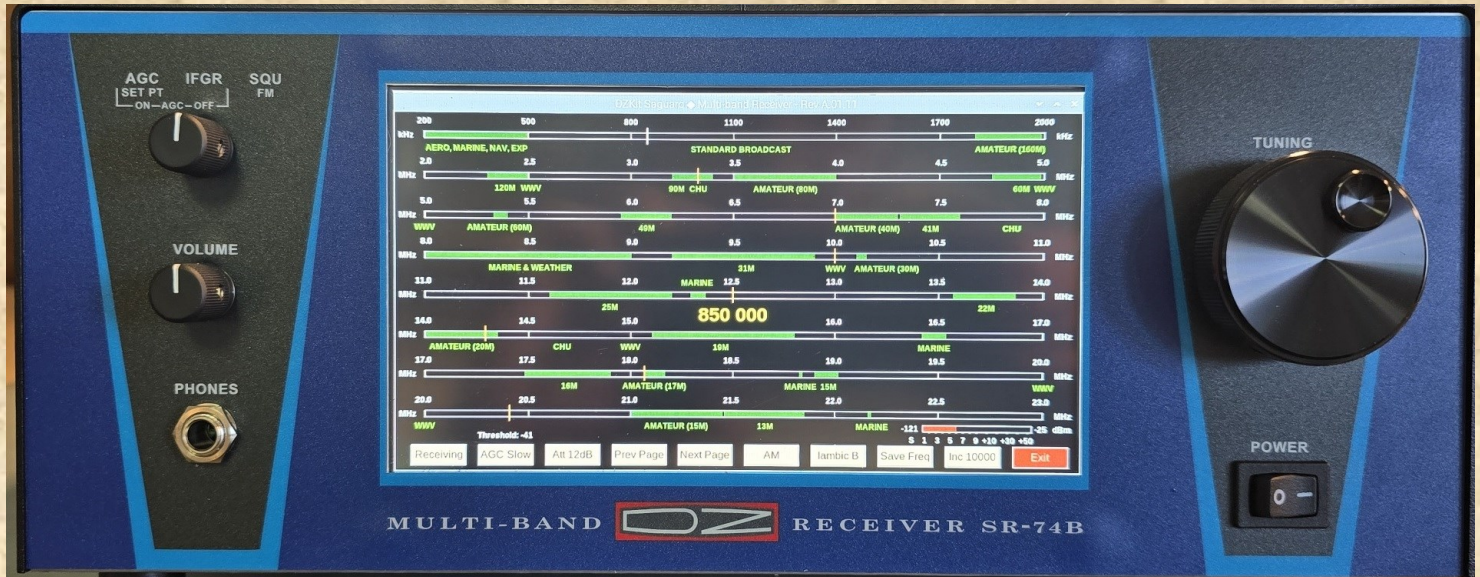 AGC IFGR SQU
SET PT FM
ON AGC OFF
VOLUME
PHONES
DZKit Multiband Receiver - Rev A.01.11
200 500 800 1100 1400 1700 2000
kHz kHz
AERO, MARINE, NAV, EXP STANDARD BROADCAST AMATEUR (160M)
2.0 2.5 3.0 3.5 4.0 4.5 5.0
MHz MHz
120M WWV 90M CHU AMATEUR (80M) 60M WWV
5.0 5.5 6.0 6.5 7.0 7.5 8.0
MHz MHz
WWV AMATEUR (60M) 49M AMATEUR (40M) 41M CHU
8.0 8.5 9.0 9.5 10.0 10.5 11.0
MHz MHz
MARINE & WEATHER 31M WWV AMATEUR (30M)
11.0 11.5 12.0 MARINE 12.5 13.0 13.5 14.0
MHz MHz
25M 22M
850 000
14.0 14.5 15.0 16.0 16.5 17.0
MHz MHz
AMATEUR (20M) CHU WWV 19M MARINE
17.0 17.5 18.0 18.5 19.0 19.5 20.0
MHz MHz
16M AMATEUR (17M) MARINE 15M WWV
20.0 20.5 21.0 21.5 22.0 22.5 23.0
MHz MHz
WWV AMATEUR (15M) 13M MARINE -121 -25 dBm
Threshold: -41 S 1 3 5 7 9 +10 +30 +50
Receiving AGC Slow Att 12dB Prev Page Next Page AM Iambic B Save Freq Inc 10000 Exit
MULTI-BAND DZ RECEIVER SR-74B
TUNING
POWER
O –